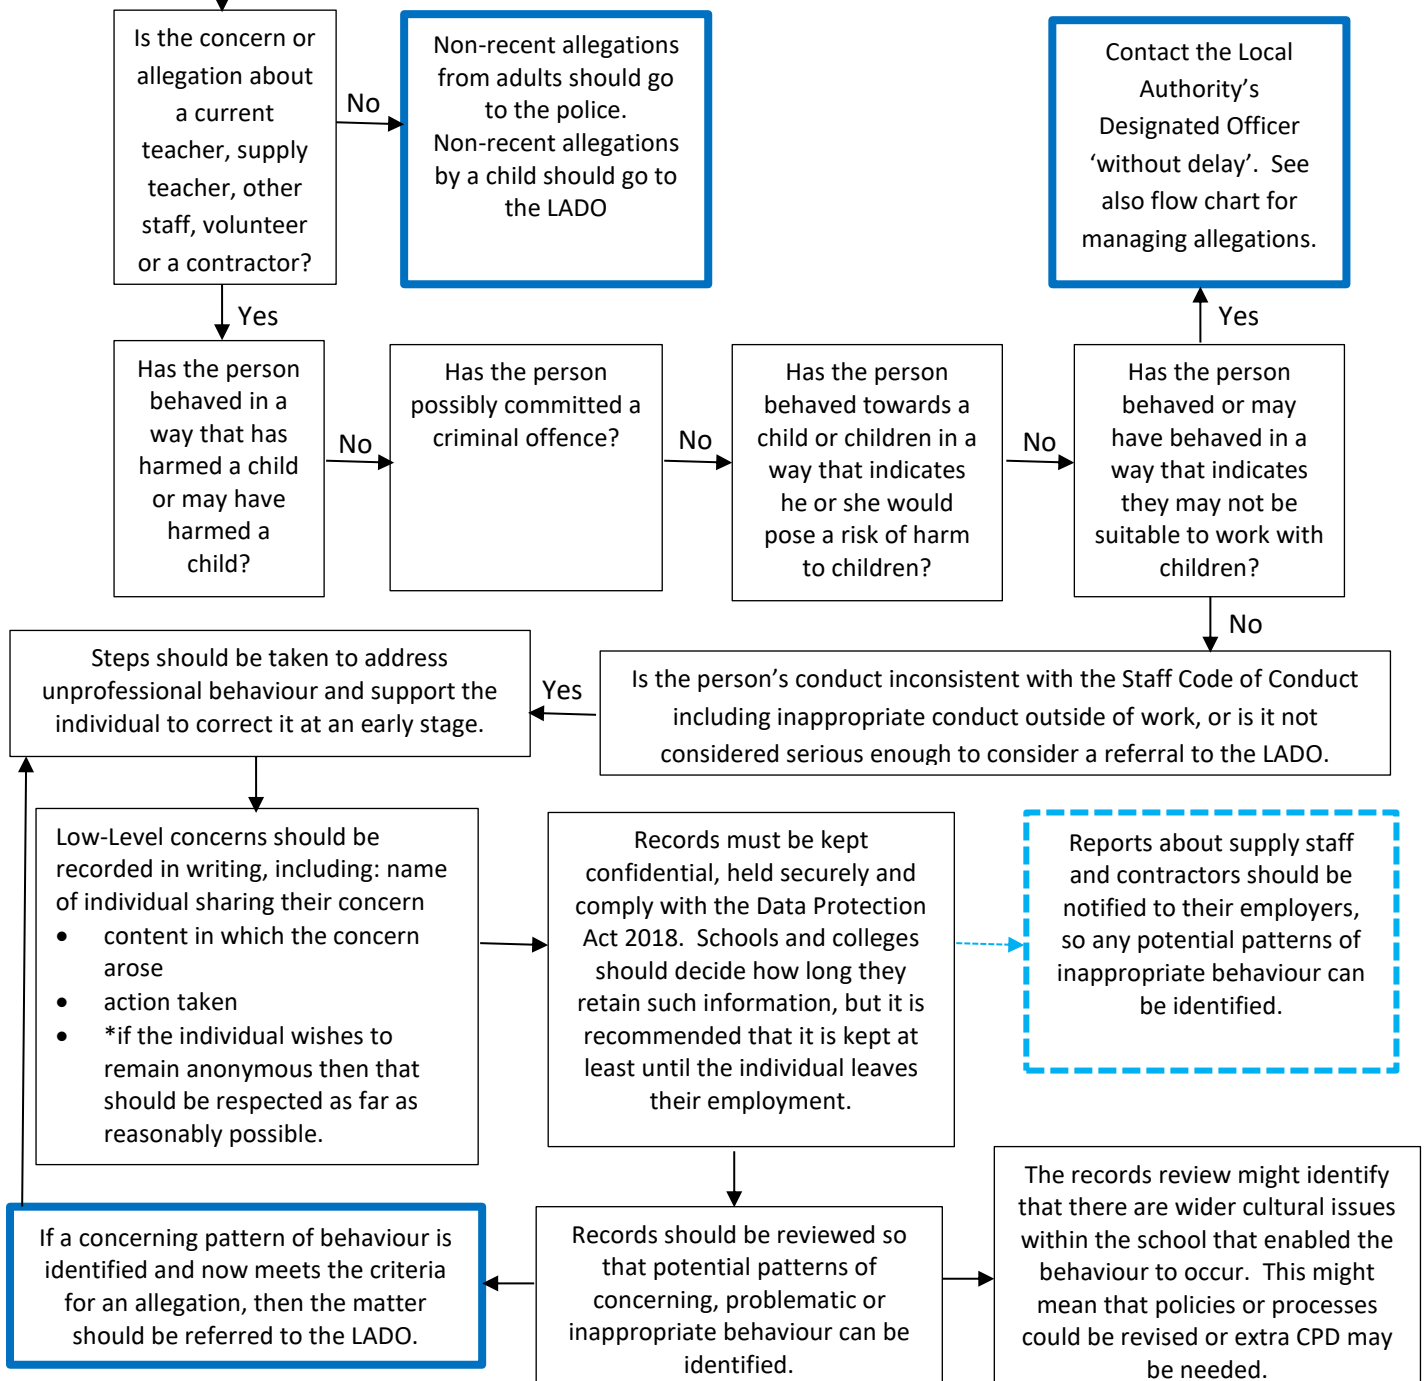 Is the concern or
allegation about
a current
teacher, supply
teacher, other
staff, volunteer
or a contractor?
No
Non-recent allegations
from adults should go
to the police.
Non-recent allegations
by a child should go to
the LADO
Contact the Local
Authority’s
Designated Officer
‘without delay’.  See
also flow chart for
managing allegations.
Yes
Yes
Has the person
behaved in a
way that has
harmed a child
or may have
harmed a
child?
No
Has the person
possibly committed a
criminal offence?
No
Has the person
behaved towards a
child or children in a
way that indicates
he or she would
pose a risk of harm
to children?
No
Has the person
behaved or may
have behaved in a
way that indicates
they may not be
suitable to work with
children?
No
Is the person’s conduct inconsistent with the Staff Code of Conduct
including inappropriate conduct outside of work, or is it not
considered serious enough to consider a referral to the LADO.
Yes
Steps should be taken to address
unprofessional behaviour and support the
individual to correct it at an early stage.
Low-Level concerns should be
recorded in writing, including: name
of individual sharing their concern
• content in which the concern
arose
• action taken
• *if the individual wishes to
remain anonymous then that
should be respected as far as
reasonably possible.
Records must be kept
confidential, held securely and
comply with the Data Protection
Act 2018.  Schools and colleges
should decide how long they
retain such information, but it is
recommended that it is kept at
least until the individual leaves
their employment.
Reports about supply staff
and contractors should be
notified to their employers,
so any potential patterns of
inappropriate behaviour can
be identified.
If a concerning pattern of behaviour is
identified and now meets the criteria
for an allegation, then the matter
should be referred to the LADO.
Records should be reviewed so
that potential patterns of
concerning, problematic or
inappropriate behaviour can be
identified.
The records review might identify
that there are wider cultural issues
within the school that enabled the
behaviour to occur.  This might
mean that policies or processes
could be revised or extra CPD may
be needed.